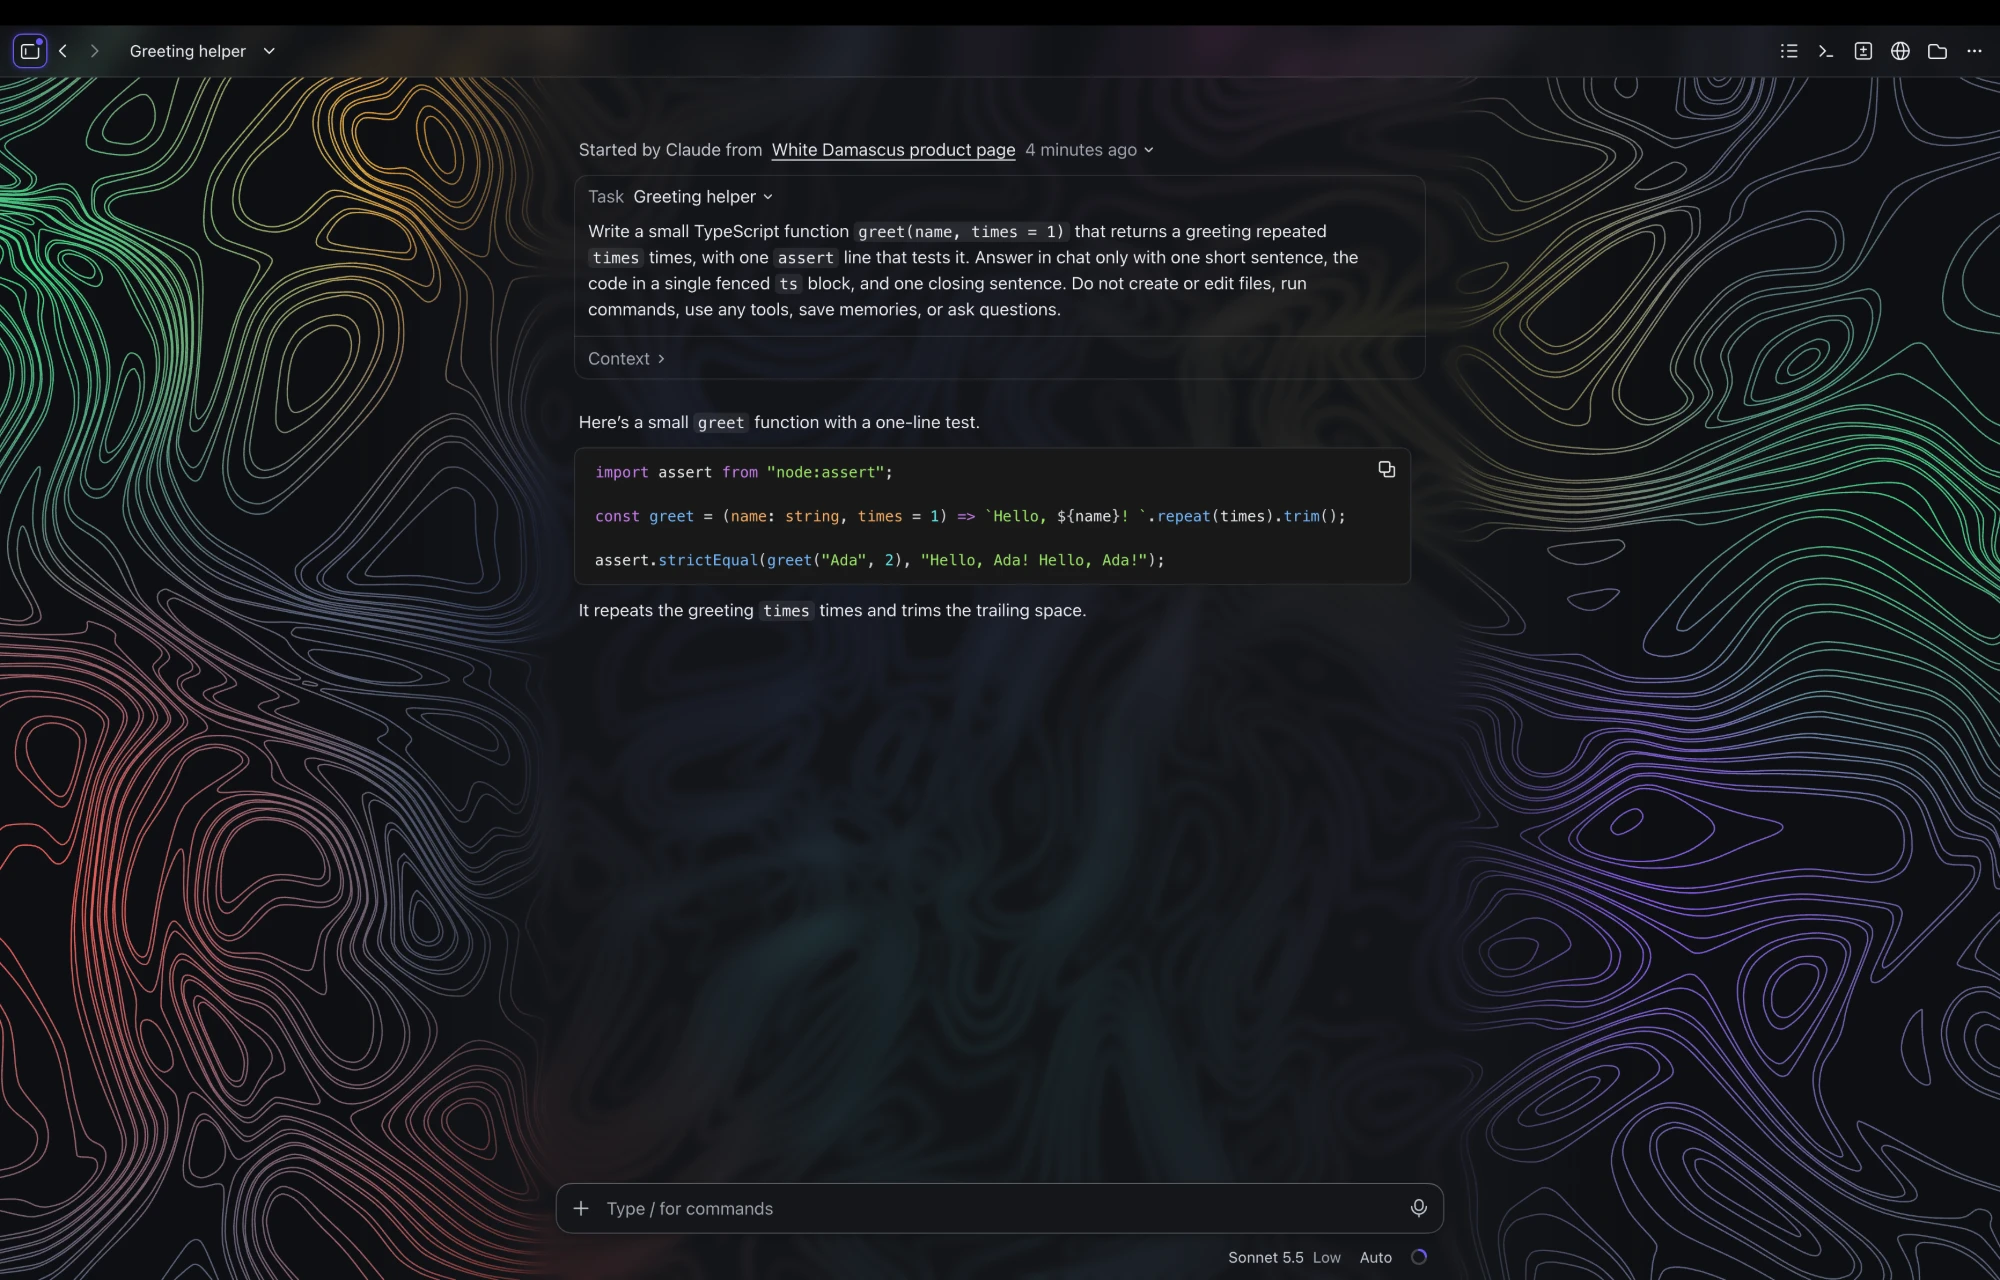 Greeting helper
Started by Claude from White Damascus product page 4 minutes ago
Task Greeting helper
Write a small TypeScript function greet(name, times = 1) that returns a greeting repeated
times times, with one assert line that tests it. Answer in chat only with one short sentence, the
code in a single fenced ts block, and one closing sentence. Do not create or edit files, run
commands, use any tools, save memories, or ask questions.
Context
Here’s a small greet function with a one-line test.
import assert from "node:assert";
const greet = (name: string, times = 1) => `Hello, ${name}! `.repeat(times).trim();
assert.strictEqual(greet("Ada", 2), "Hello, Ada! Hello, Ada!");
It repeats the greeting times times and trims the trailing space.
Type / for commands
Sonnet 5.5 Low Auto